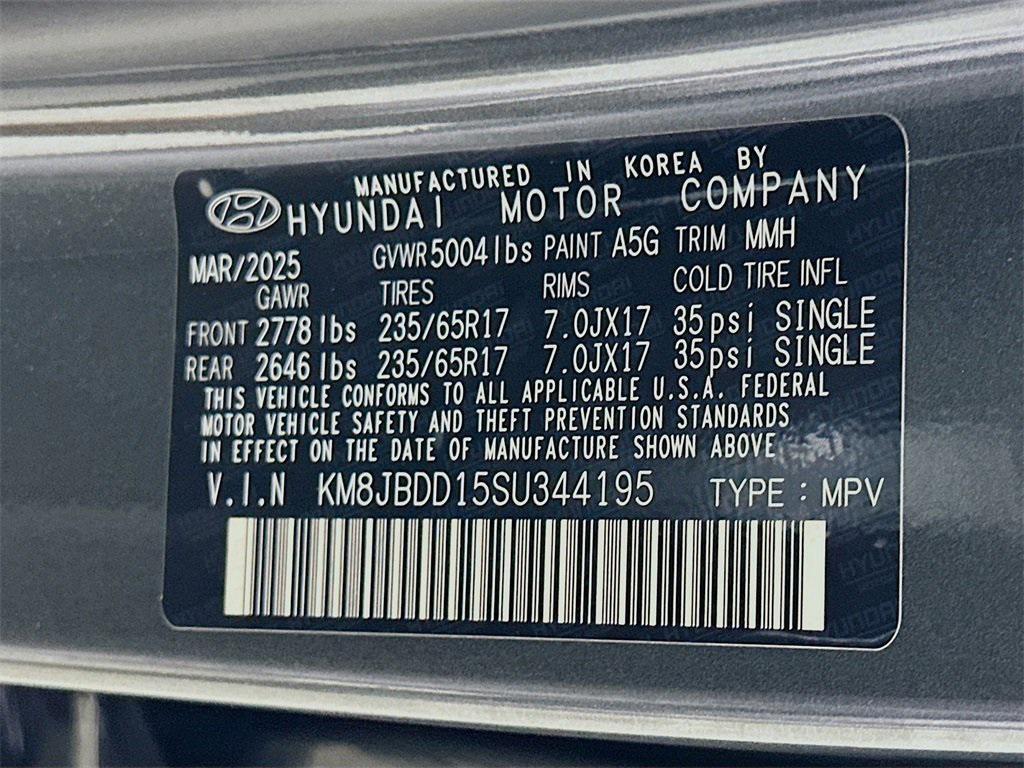 MANUFACTURED IN KOREA BY
HYUNDAI MOTOR COMPANY
MAR/2025 GVWR 5004 lbs PAINT A5G TRIM MMH
GAWR TIRES RIMS COLD TIRE INFL
FRONT 2778 lbs 235/65R17 7.0JX17 35psi SINGLE
REAR 2646 lbs 235/65R17 7.0JX17 35psi SINGLE
THIS VEHICLE CONFORMS TO ALL APPLICABLE U.S.A. FEDERAL
MOTOR VEHICLE SAFETY AND THEFT PREVENTION STANDARDS
IN EFFECT ON THE DATE OF MANUFACTURE SHOWN ABOVE
V.I.N KM8JBDD15SU344195 TYPE : MPV